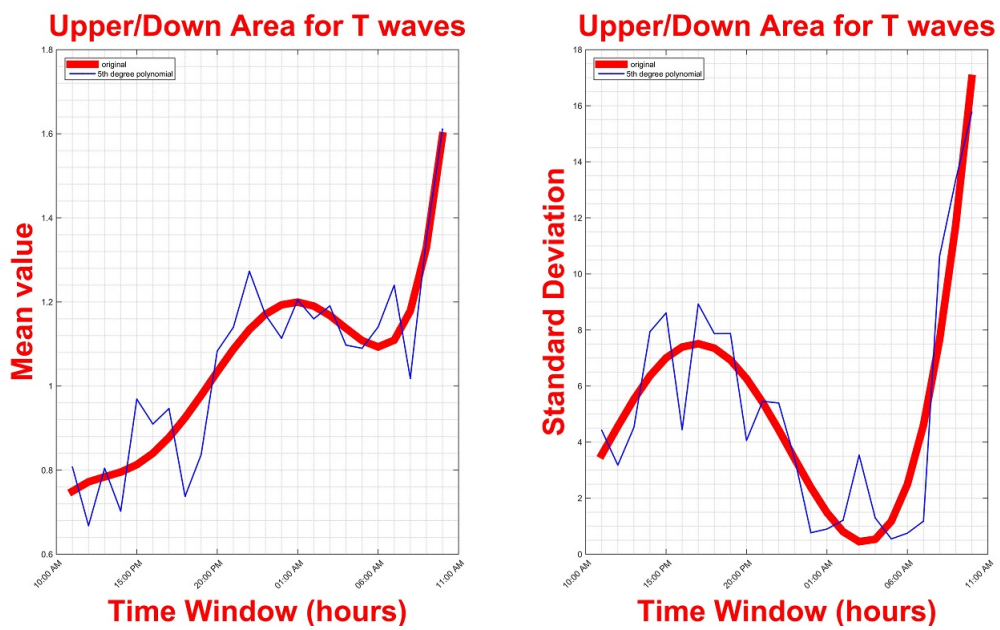 Upper/Down Area for T waves
original
5th degree polynomial
Mean value
1.8
1.6
1.4
1.2
1
0.8
0.6
10:00 AM
15:00 PM
20:00 PM
01:00 AM
06:00 AM
11:00 AM
Time Window (hours)
Upper/Down Area for T waves
original
5th degree polynomial
Standard Deviation
18
16
14
12
10
8
6
4
2
0
10:00 AM
15:00 PM
20:00 PM
01:00 AM
06:00 AM
11:00 AM
Time Window (hours)